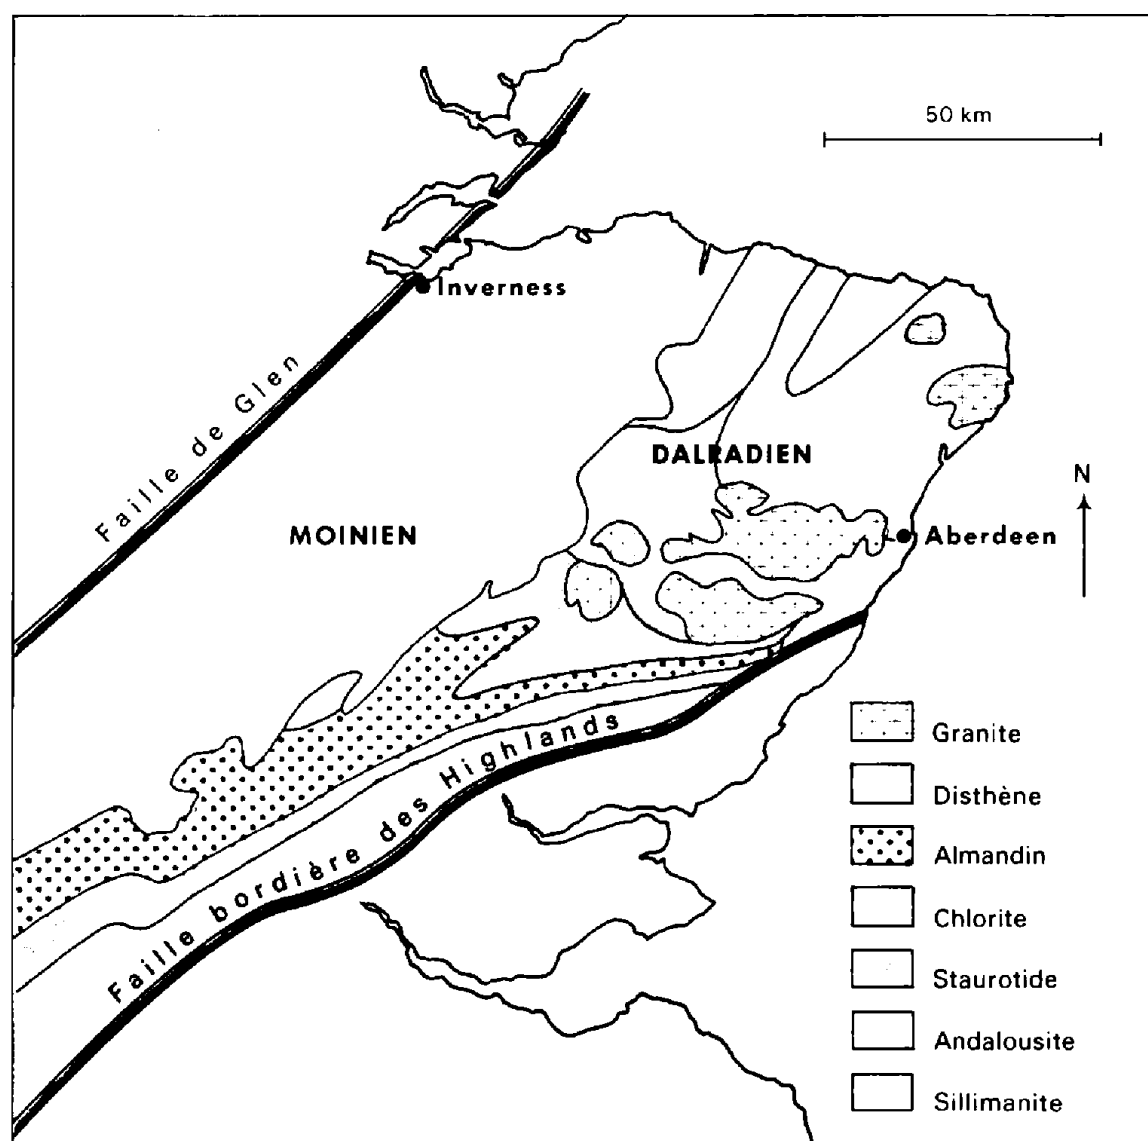 50 km
Inverness
Faille de Glen
DALRADIEN
N
MOINIEN
Aberdeen
Faille bordière des Highlands
Granite
Disthène
Almandin
Chlorite
Staurotide
Andalousite
Sillimanite